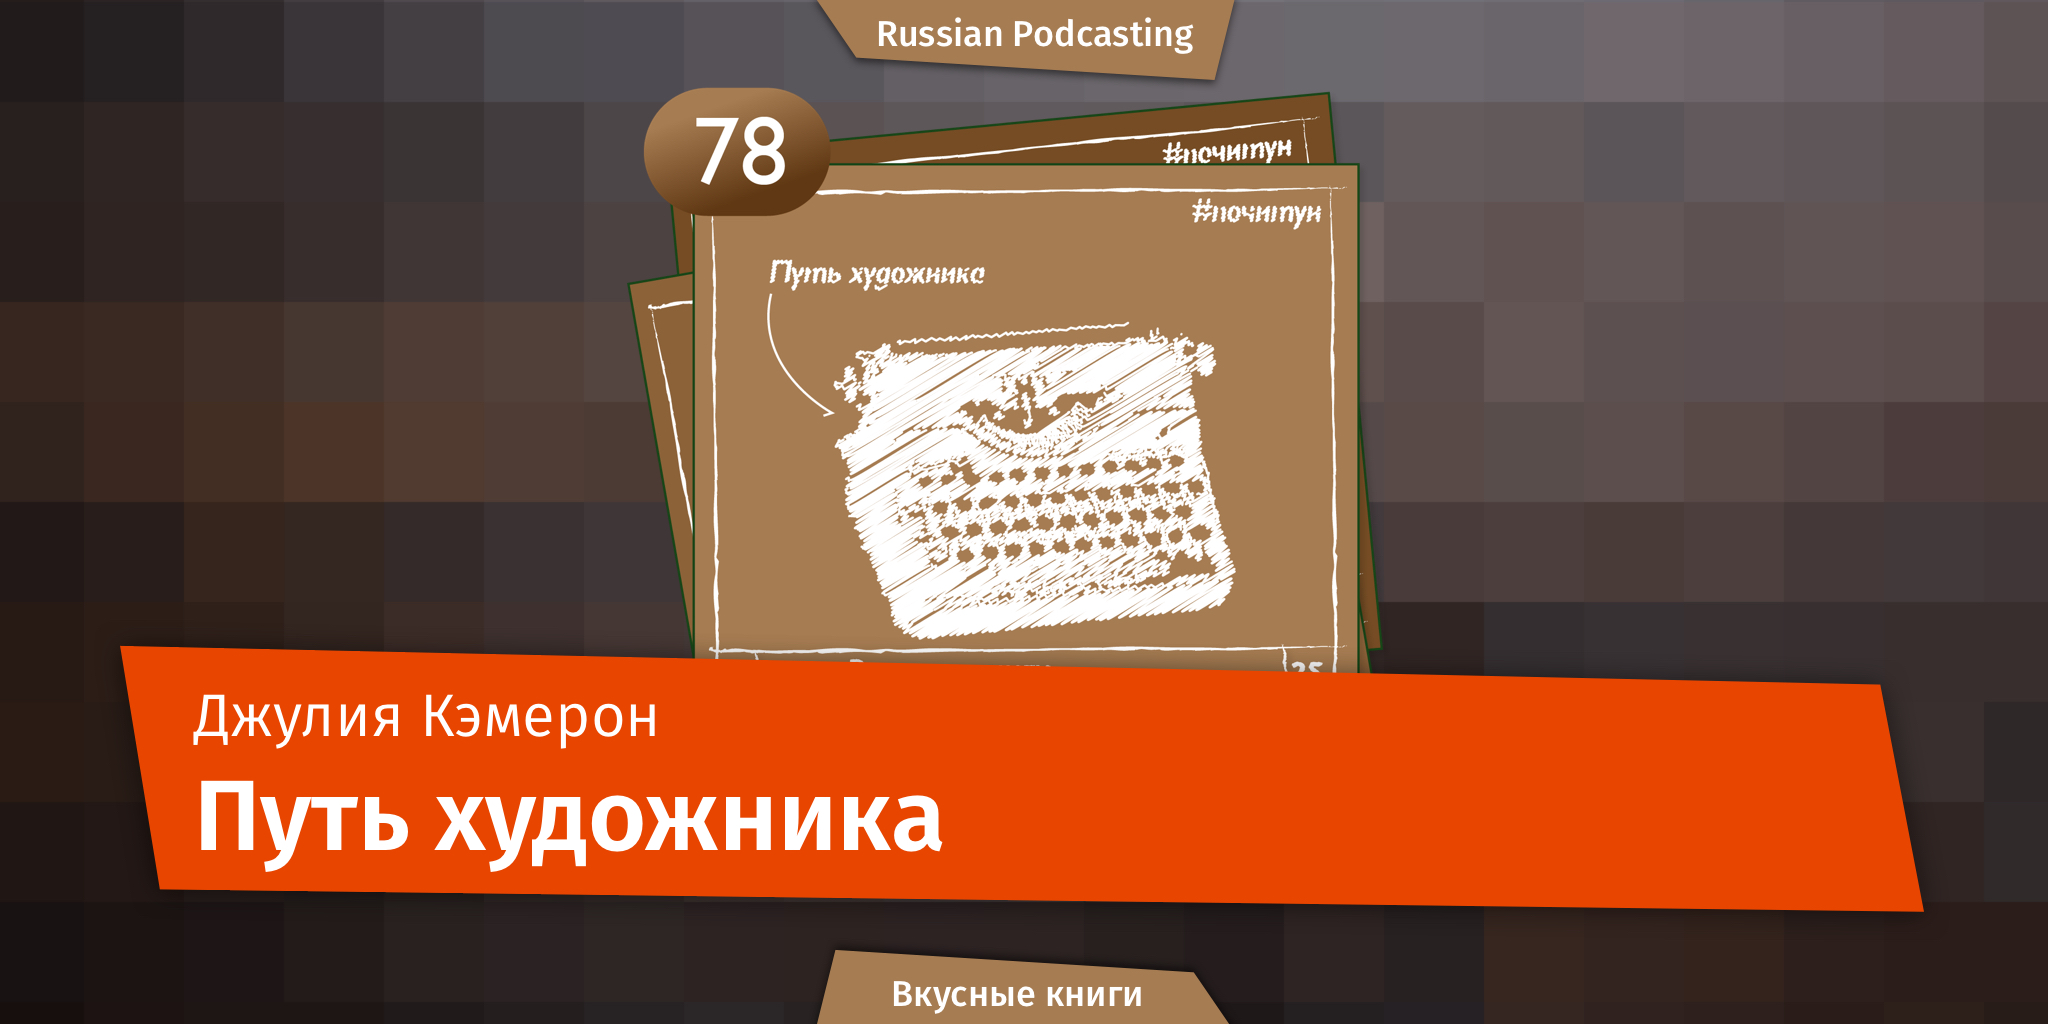 Russian Podcasting
78
#почитун
#почитун
Путь художника
Джулия Кэмерон
Путь художника
Вкусные книги